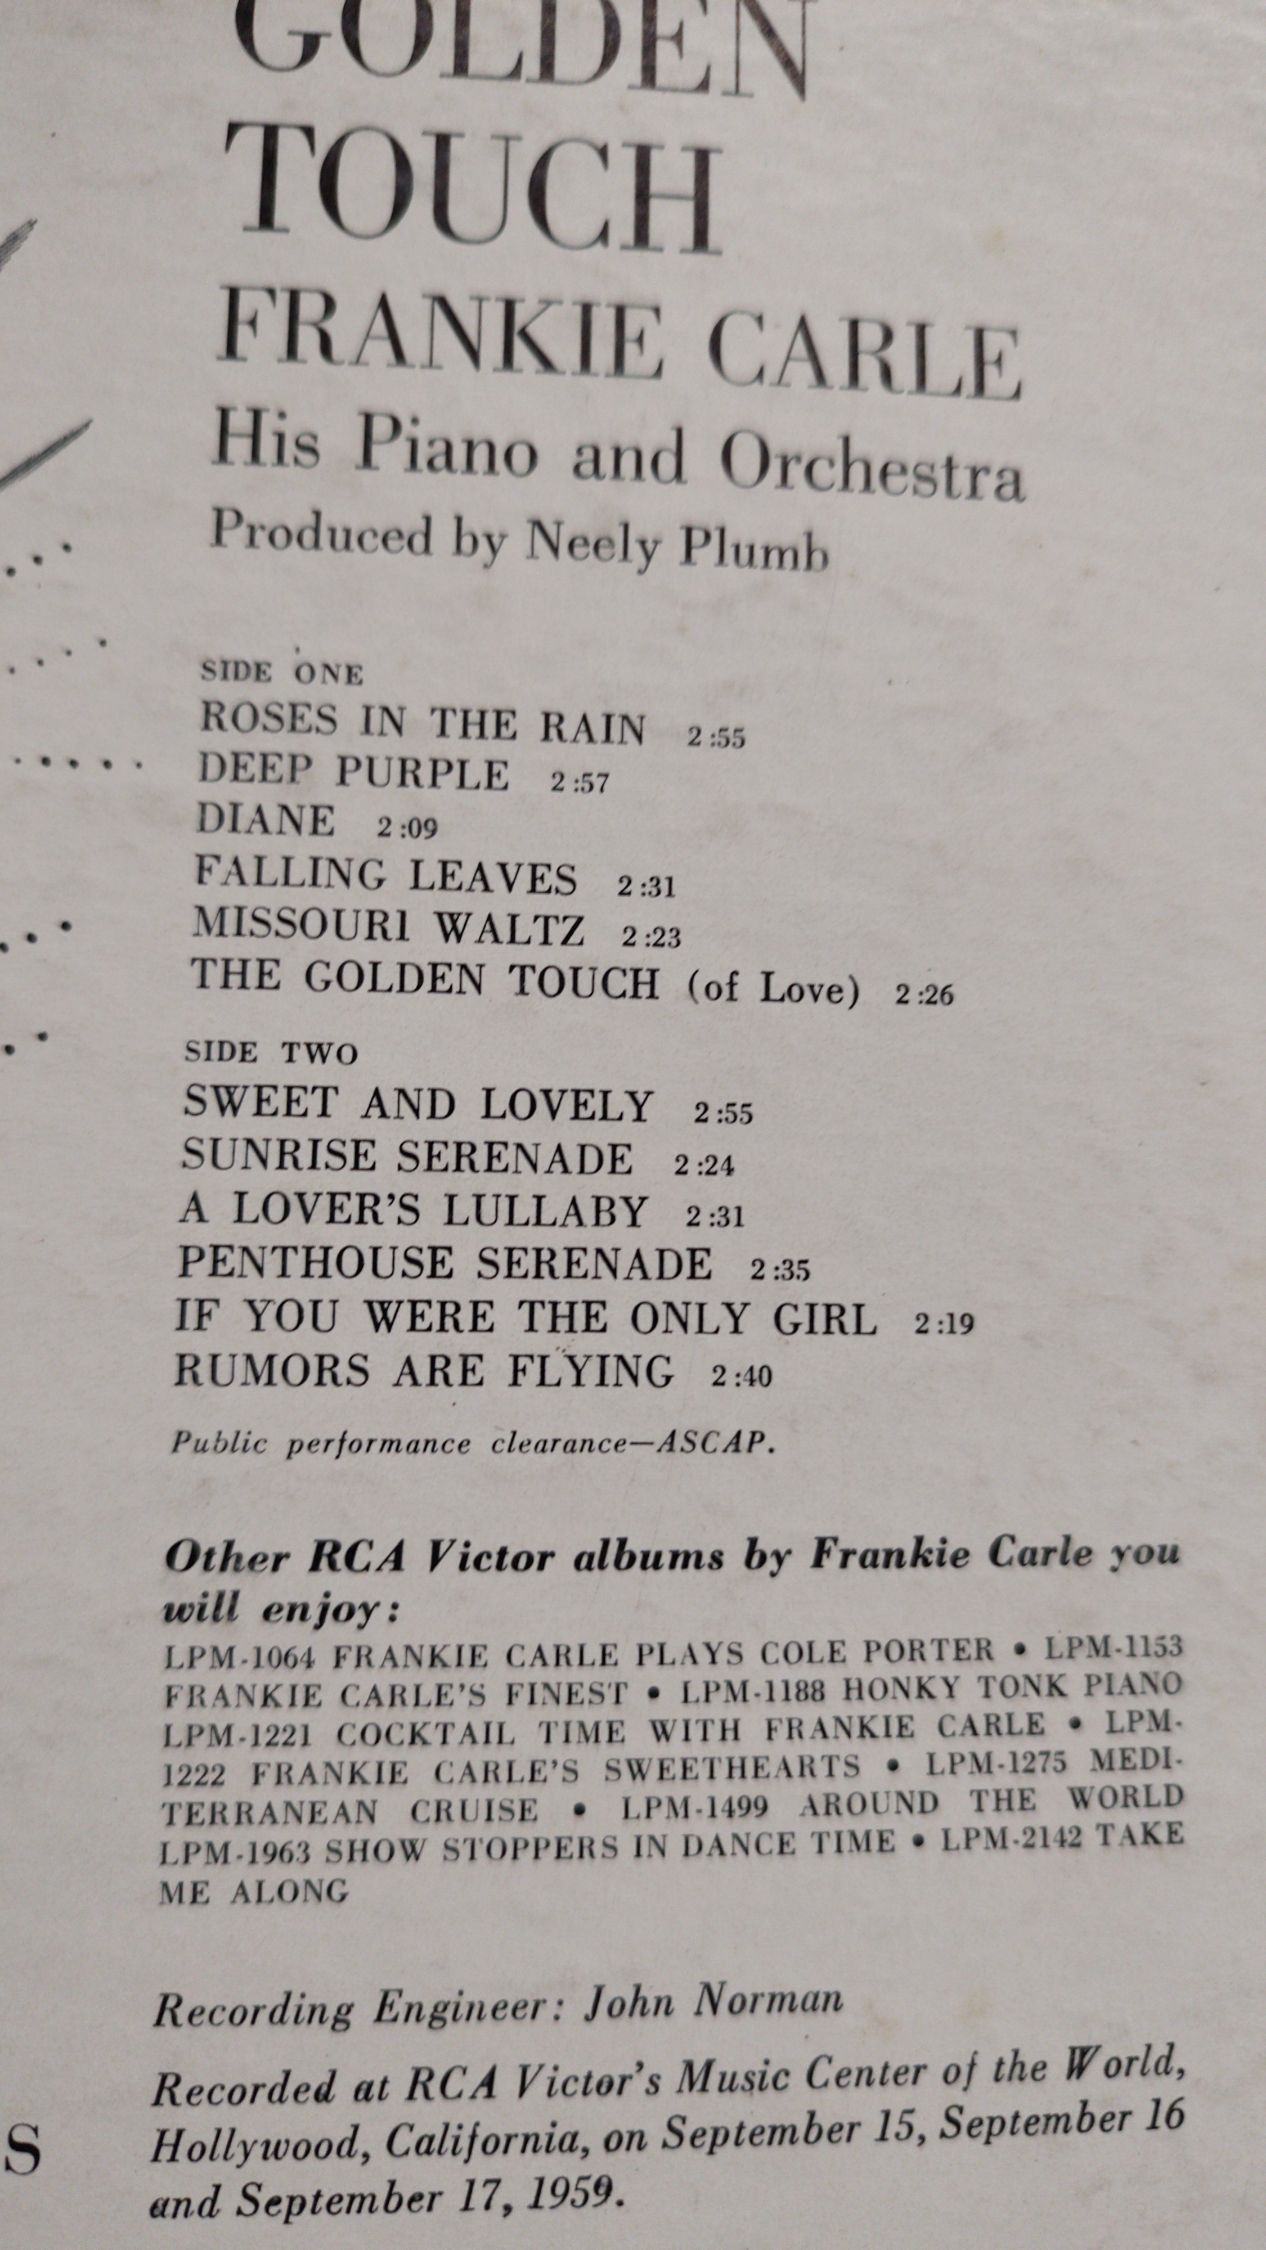 GOLDEN
TOUCH
FRANKIE CARLE
His Piano and Orchestra
Produced by Neely Plumb
SIDE ONE
ROSES IN THE RAIN 2:55
DEEP PURPLE 2:57
DIANE 2:09
FALLING LEAVES 2:31
MISSOURI WALTZ 2:23
THE GOLDEN TOUCH (of Love) 2:26
SIDE TWO
SWEET AND LOVELY 2:55
SUNRISE SERENADE 2:24
A LOVER'S LULLABY 2:31
PENTHOUSE SERENADE 2:35
IF YOU WERE THE ONLY GIRL 2:19
RUMORS ARE FLYING 2:40
Public performance clearance—ASCAP.
Other RCA Victor albums by Frankie Carle you
will enjoy:
LPM-1064 FRANKIE CARLE PLAYS COLE PORTER • LPM-1153
FRANKIE CARLE'S FINEST • LPM-1188 HONKY TONK PIANO
LPM-1221 COCKTAIL TIME WITH FRANKIE CARLE • LPM-
1222 FRANKIE CARLE'S SWEETHEARTS • LPM-1275 MEDI-
TERRANEAN CRUISE • LPM-1499 AROUND THE WORLD
LPM-1963 SHOW STOPPERS IN DANCE TIME • LPM-2142 TAKE
ME ALONG
Recording Engineer: John Norman
Recorded at RCA Victor's Music Center of the World,
Hollywood, California, on September 15, September 16
and September 17, 1959.
S